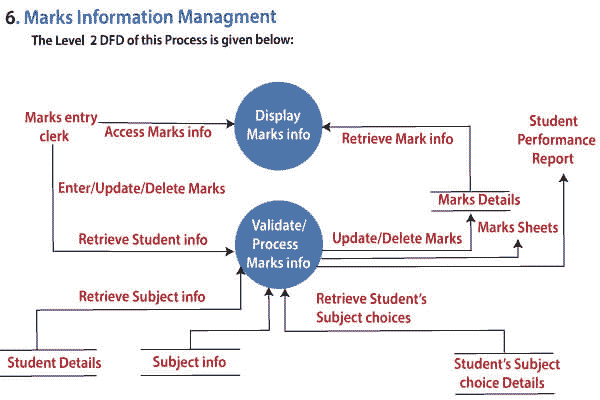 6. Marks Information Managment
The Level 2 DFD of this Process is given below:
Marks entry
clerk
Access Marks info
Display
Marks info
Retrieve Mark info
Student
Performance
Report
Enter/Update/Delete Marks
Marks Details
Retrieve Student info
Validate/
Process
Marks info
Update/Delete Marks
Marks Sheets
Retrieve Subject info
Retrieve Student's
Subject choices
Student Details
Subject info
Student's Subject
choice Details